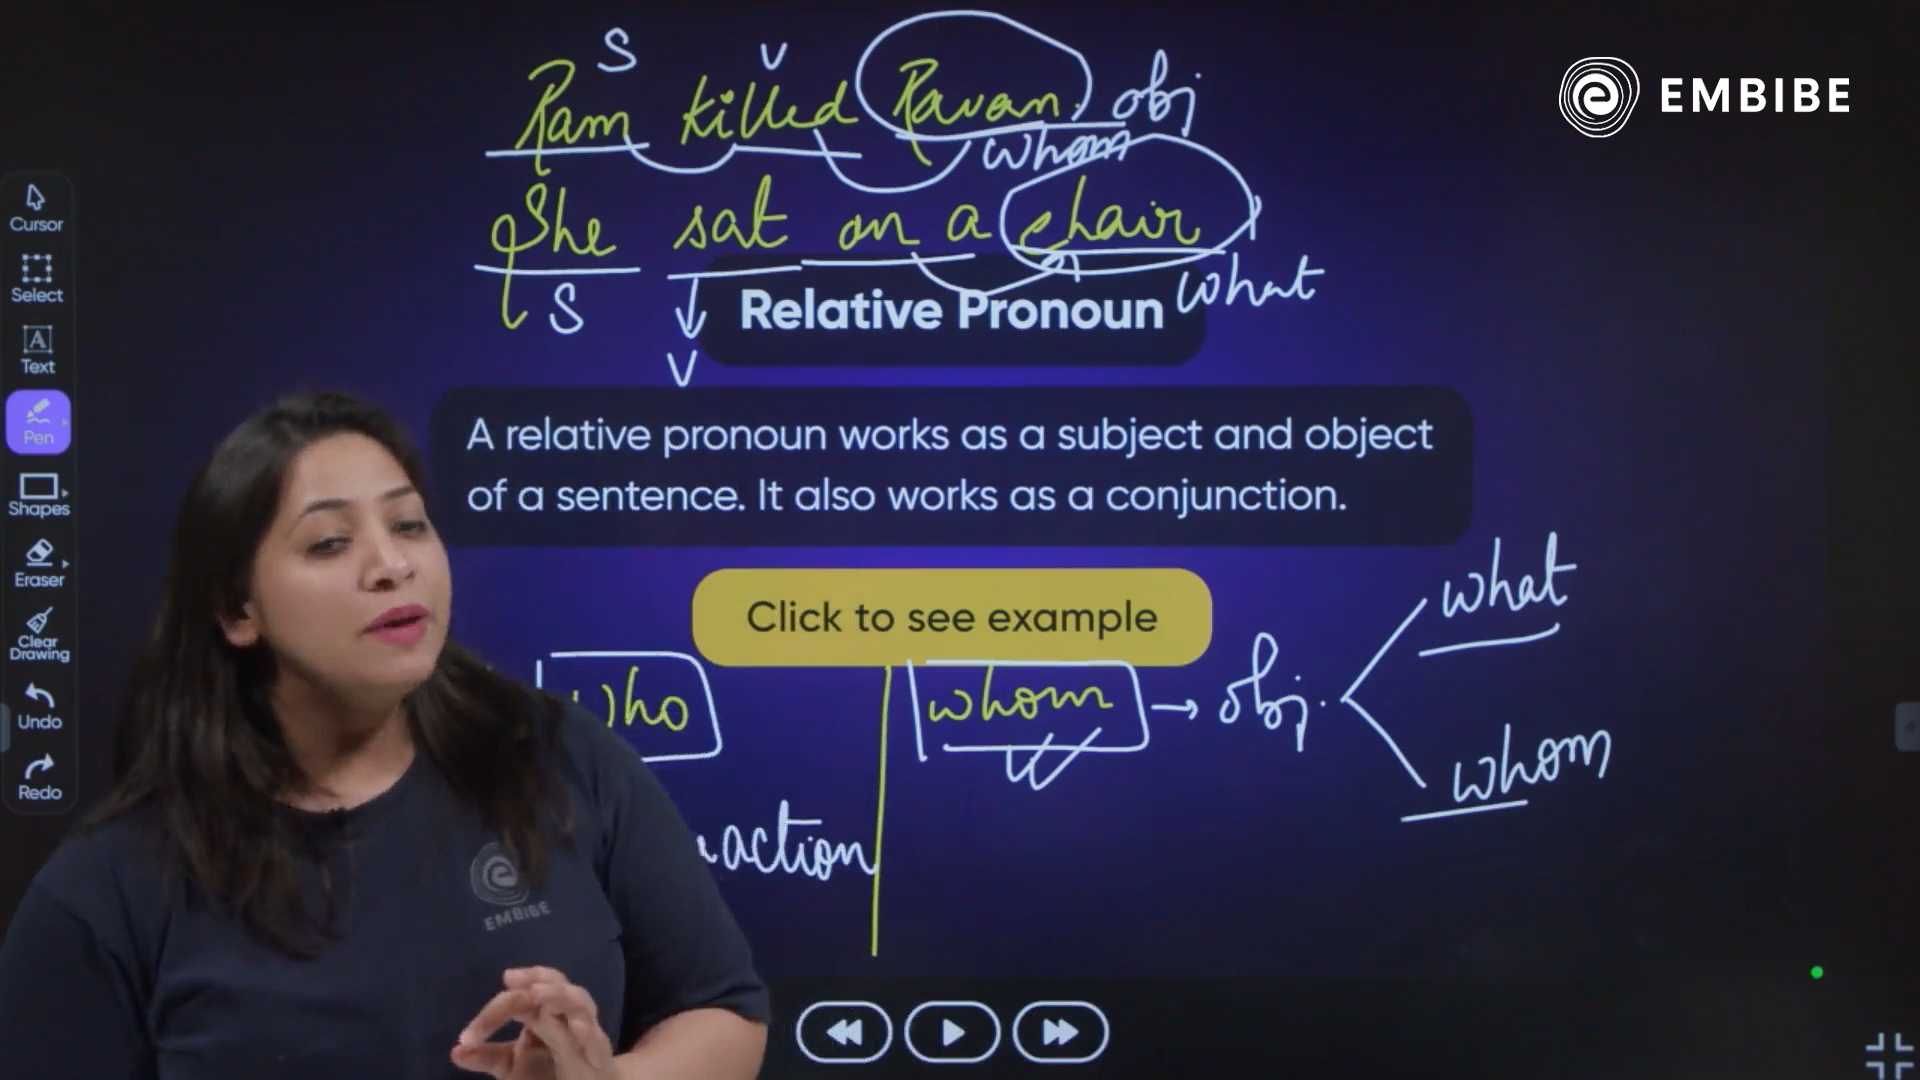 S V
Ram killed Ravan. obj
whom
She sat on a chair
S what
V
EMBIBE
Cursor
Select
Text
Pen
Shapes
Eraser
Clear
Drawing
Undo
Redo
Relative Pronoun
A relative pronoun works as a subject and object
of a sentence. It also works as a conjunction.
Click to see example
who
whom → obj.
what
whom
action
EMBIBE